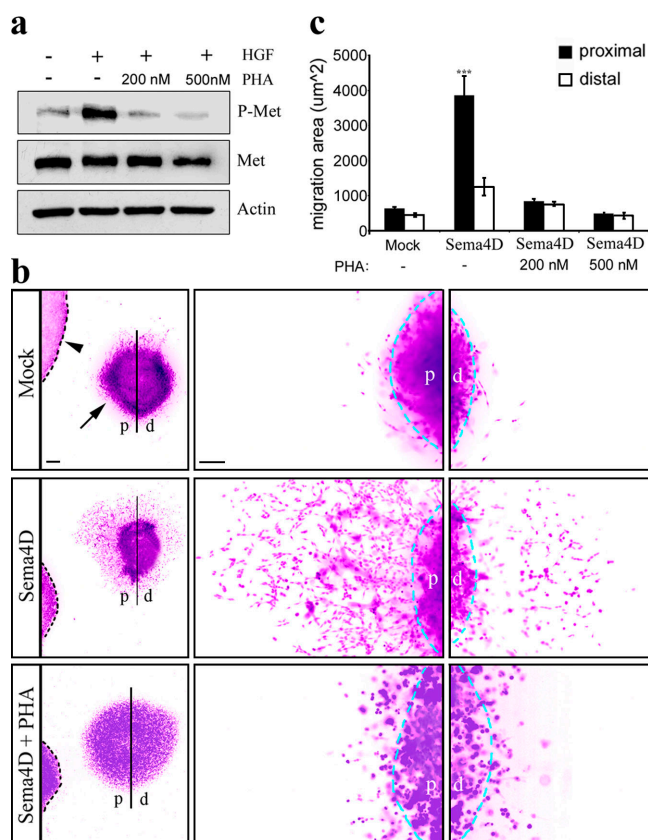 a
- + + + HGF
- - 200 nM 500nM PHA
P-Met
Met
Actin
c
migration area (um^2)
5000
4000
3000
2000
1000
0
***
proximal
distal
Mock Sema4D Sema4D Sema4D
PHA: - - 200 nM 500 nM
b
Mock
p d
p d
Sema4D
p d
p d
Sema4D + PHA
p d
p d